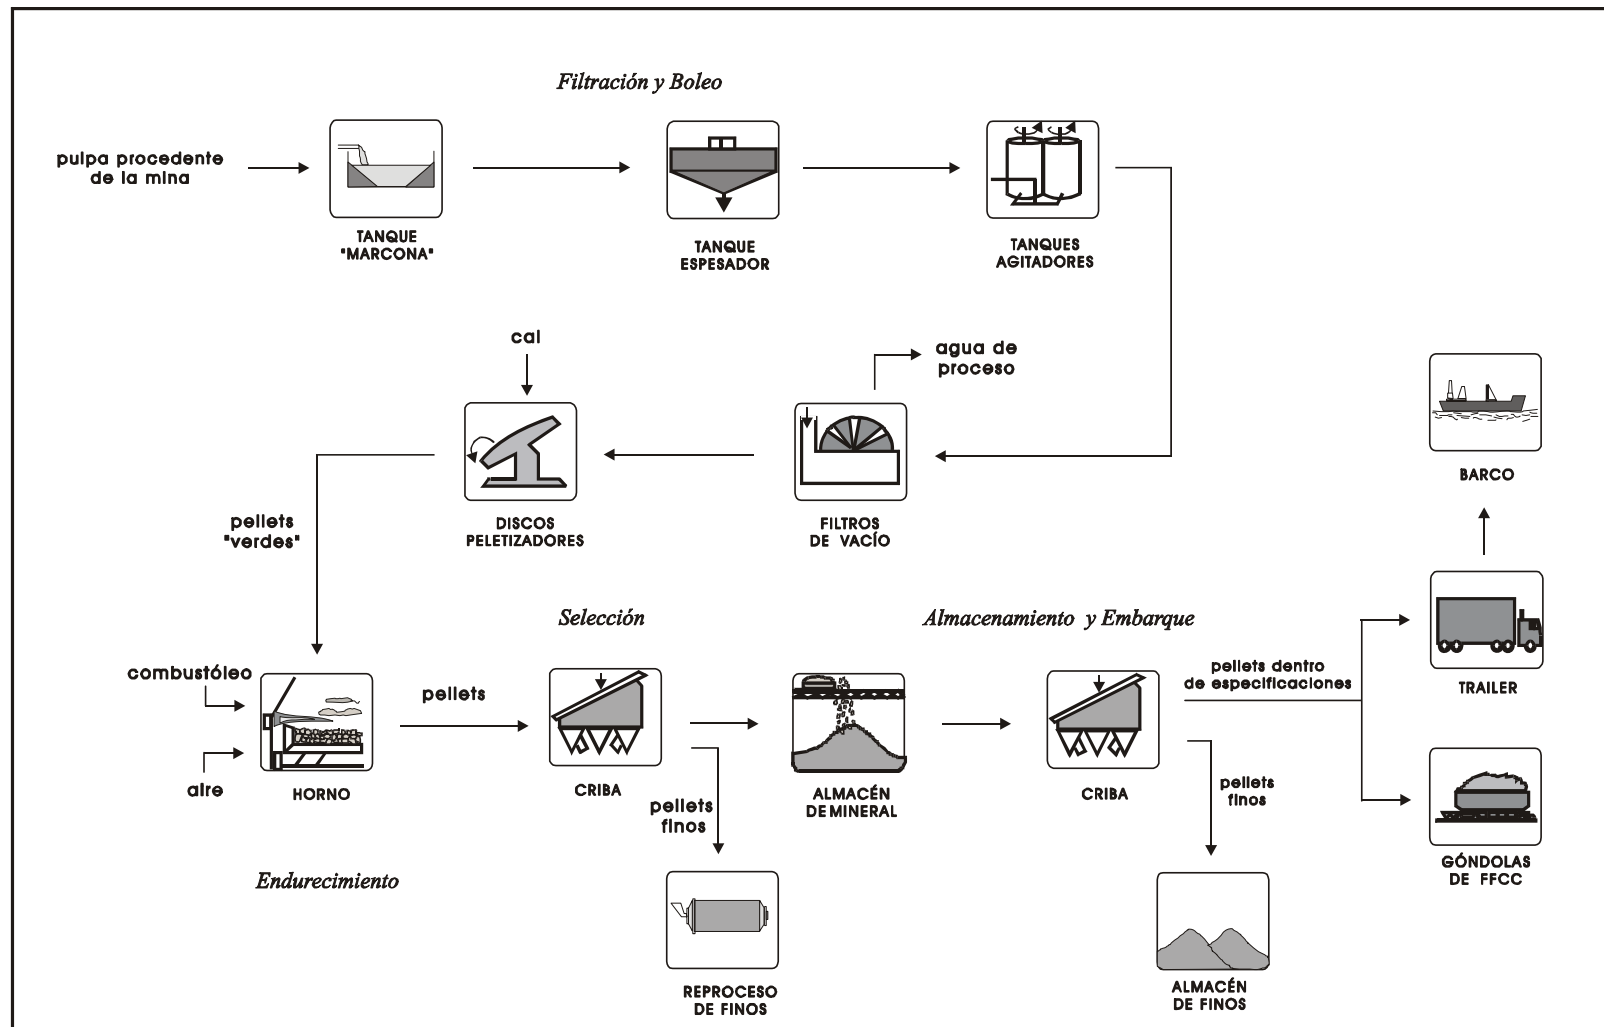 Filtración y Boleo
pulpa procedente
de la mina
TANQUE
"MARCONA"
TANQUE
ESPESADOR
TANQUES
AGITADORES
cal
agua de
proceso
DISCOS
PELETIZADORES
FILTROS
DE VACÍO
BARCO
pellets
"verdes"
Selección
Almacenamiento y Embarque
combustóleo
pellets
pellets dentro
de especificaciones
TRAILER
aire
HORNO
CRIBA
pellets
finos
ALMACÉN
DE MINERAL
CRIBA
pellets
finos
GÓNDOLAS
DE FFCC
Endurecimiento
REPROCESO
DE FINOS
ALMACÉN
DE FINOS